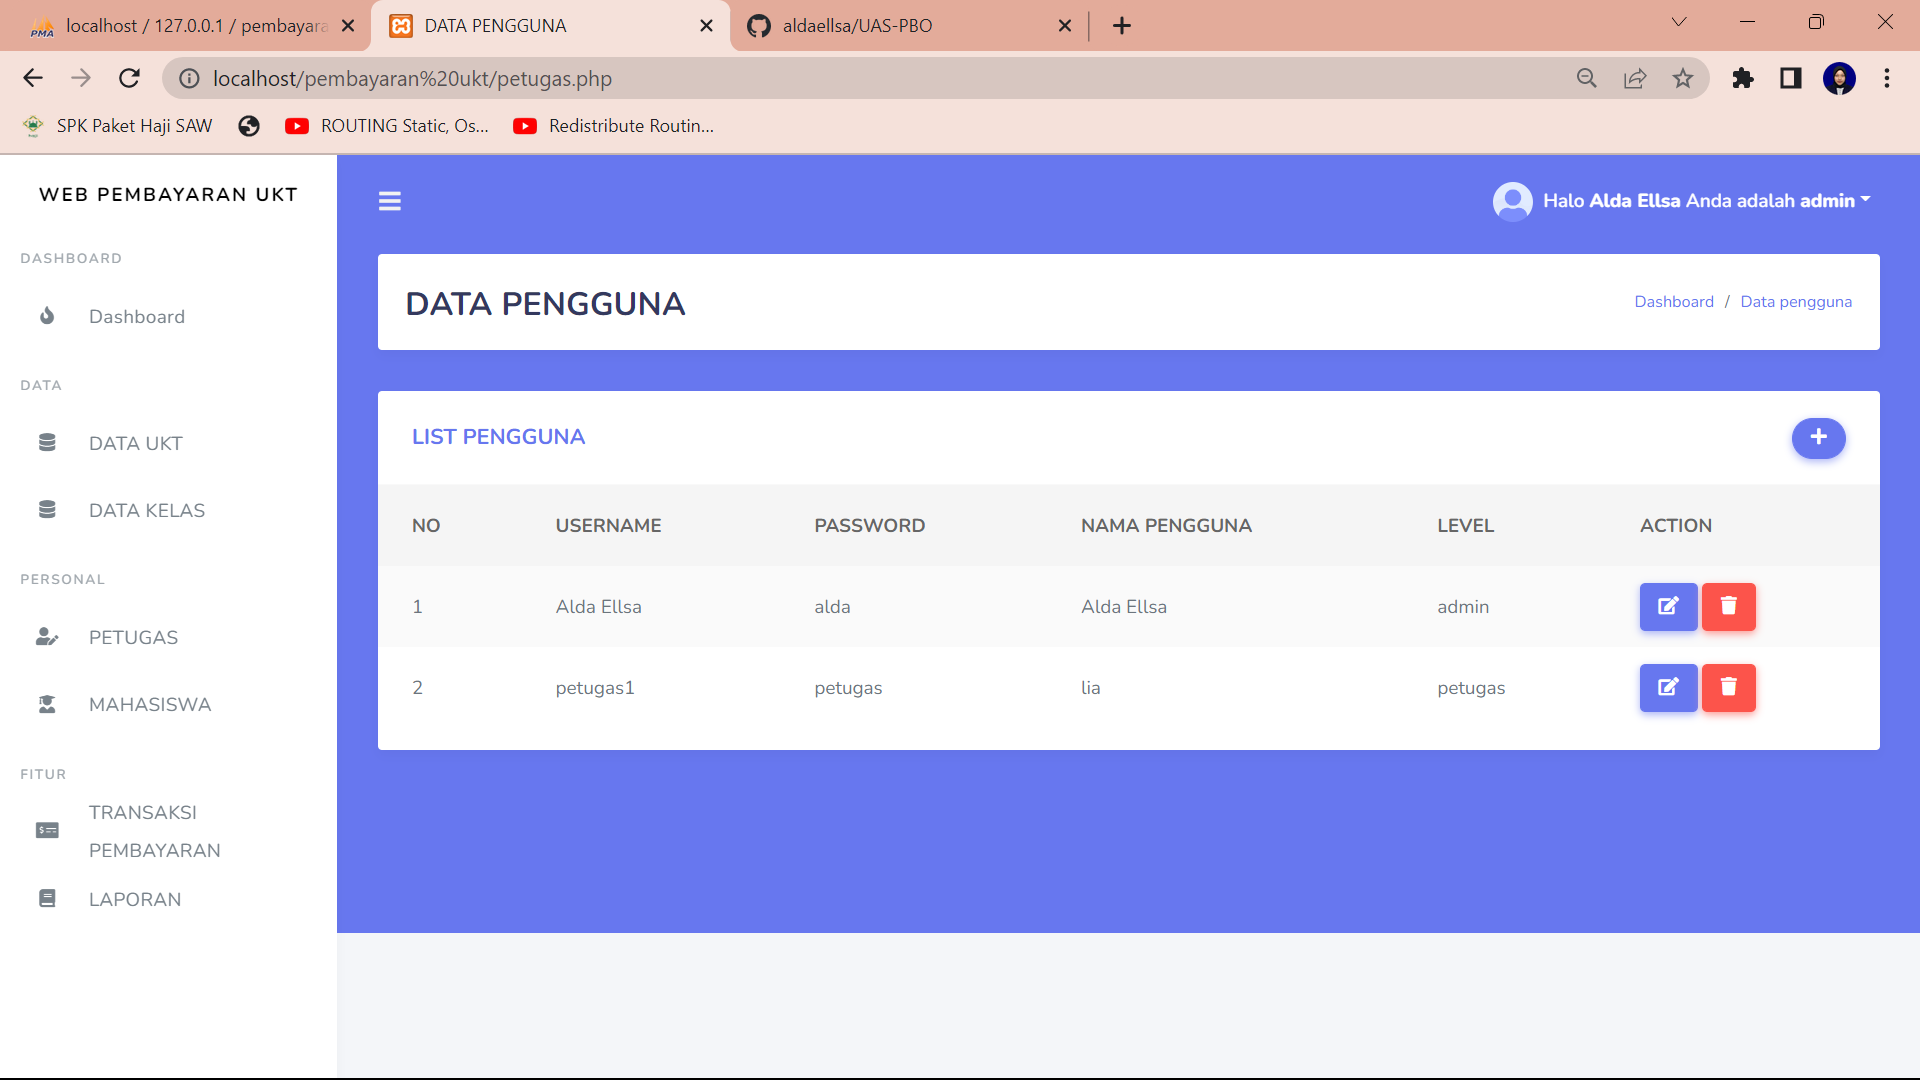 localhost / 127.0.0.1 / pembayara
DATA PENGGUNA
aldaellsa/UAS-PBO
localhost/pembayaran%20ukt/petugas.php
SPK Paket Haji SAW
ROUTING Static, Os...
Redistribute Routin...
WEB PEMBAYARAN UKT
Halo Alda Ellsa Anda adalah admin
DASHBOARD
Dashboard
DATA
DATA UKT
DATA KELAS
PERSONAL
PETUGAS
MAHASISWA
FITUR
TRANSAKSI
PEMBAYARAN
LAPORAN
DATA PENGGUNA
Dashboard / Data pengguna
LIST PENGGUNA
NO USERNAME PASSWORD NAMA PENGGUNA LEVEL ACTION
1 Alda Ellsa alda Alda Ellsa admin
2 petugas1 petugas lia petugas